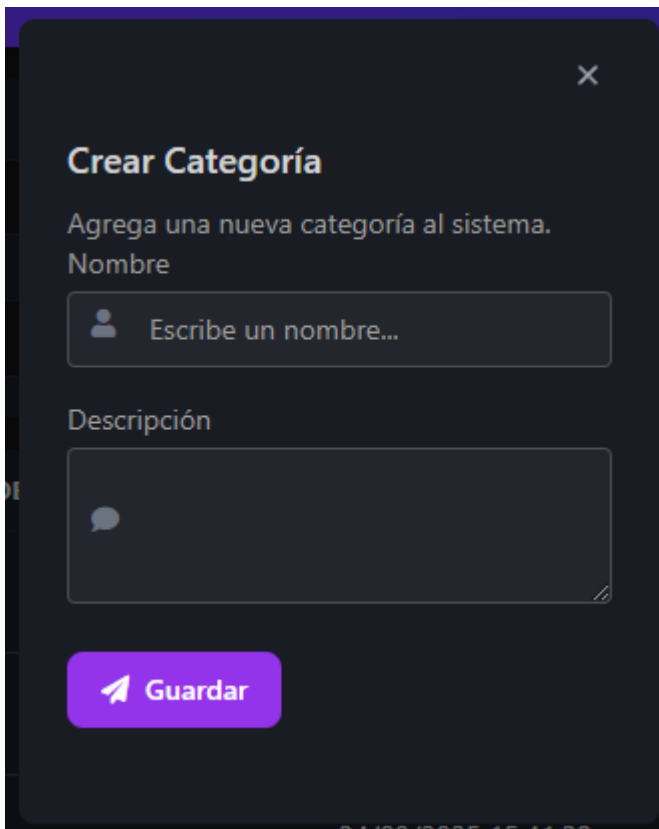 Crear Categoría
Agrega una nueva categoría al sistema.
Nombre
Escribe un nombre...
Descripción
Guardar